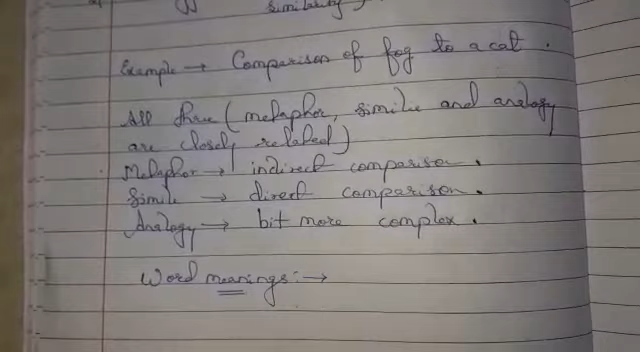 similarity
Example → Comparison of fog to a cat.
All three (metaphor, simile and analogy
are closely related)
Metaphor → indirect comparison.
Simile → direct comparison.
Analogy → bit more complex.
Word meanings:→